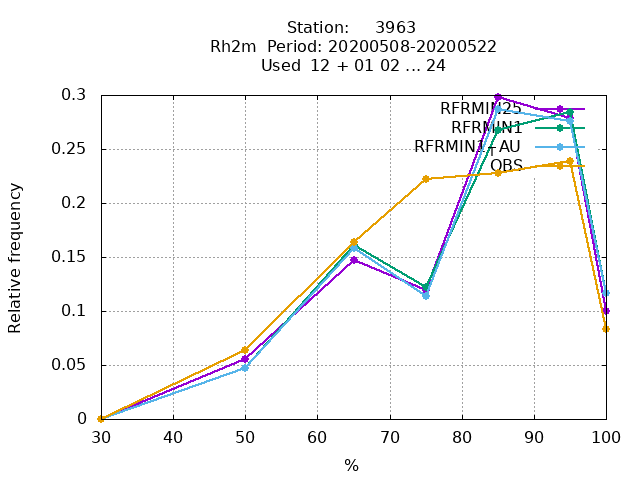 Station: 3963
Rh2m Period: 20200508-20200522
Used 12 + 01 02 ... 24
RFRMIN25
RFRMIN1
RFRMIN1_TAU
OBS
Relative frequency
0.3
0.25
0.2
0.15
0.1
0.05
0
30 40 50 60 70 80 90 100
%